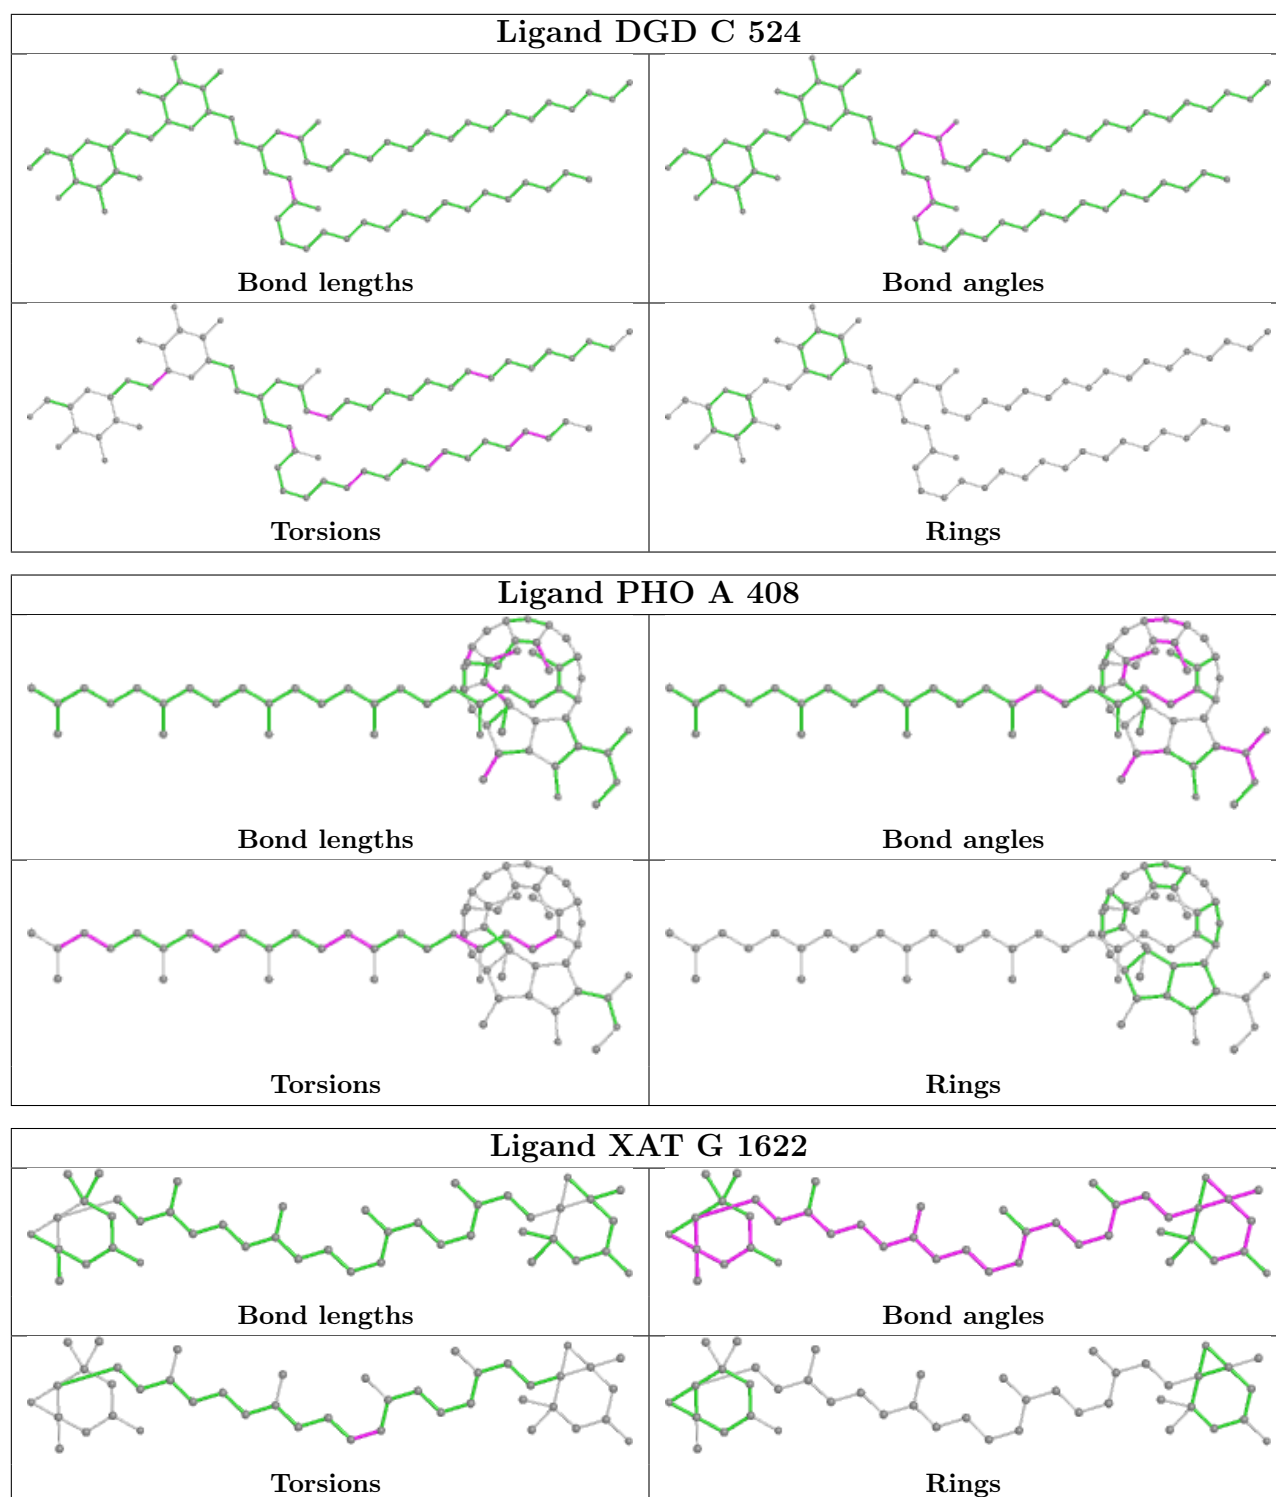 Ligand DGD C 524
Bond lengths
Bond angles
Torsions
Rings
Ligand PHO A 408
Bond lengths
Bond angles
Torsions
Rings
Ligand XAT G 1622
Bond lengths
Bond angles
Torsions
Rings